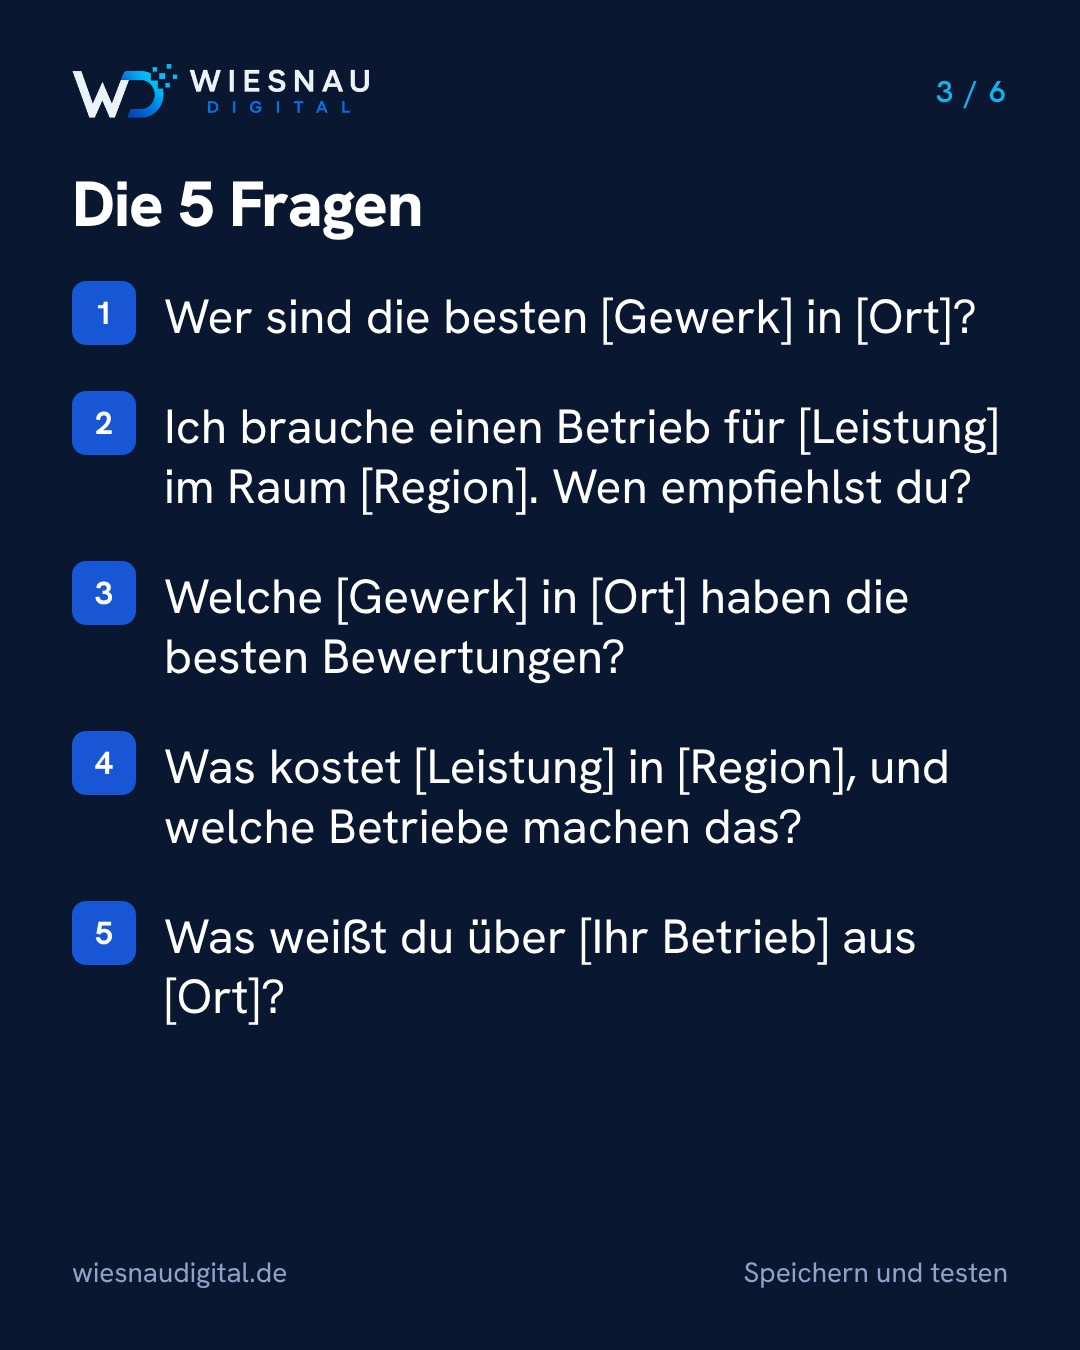 WIESNAU
DIGITAL
3 / 6
Die 5 Fragen
1 Wer sind die besten [Gewerk] in [Ort]?
2 Ich brauche einen Betrieb für [Leistung]
im Raum [Region]. Wen empfiehlst du?
3 Welche [Gewerk] in [Ort] haben die
besten Bewertungen?
4 Was kostet [Leistung] in [Region], und
welche Betriebe machen das?
5 Was weißt du über [Ihr Betrieb] aus
[Ort]?
wiesnaudigital.de
Speichern und testen